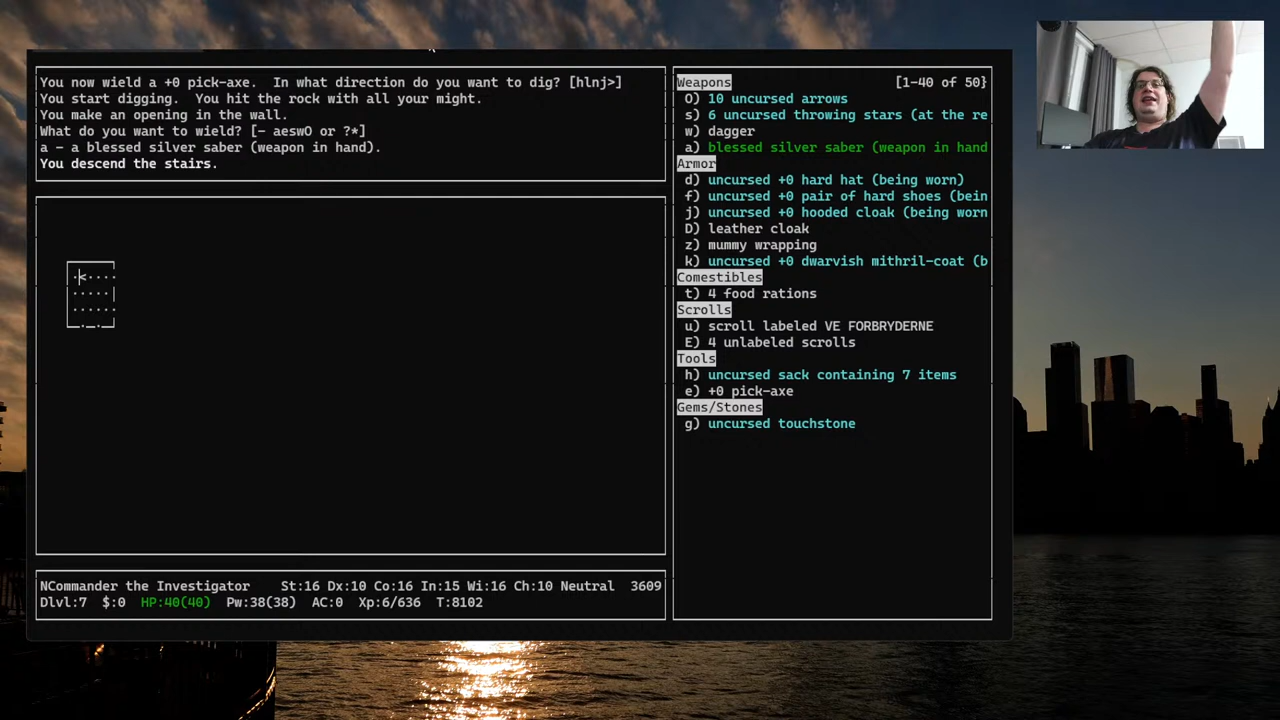 You now wield a +0 pick-axe.  In what direction do you want to dig? [hlnj>]
You start digging.  You hit the rock with all your might.
You make an opening in the wall.
What do you want to wield? [- aeswO or ?*]
a - a blessed silver saber (weapon in hand).
You descend the stairs.
·<····
·····
······
NCommander the Investigator    St:16 Dx:10 Co:16 In:15 Wi:16 Ch:10 Neutral  3609
Dlvl:7  $:0  HP:40(40)  Pw:38(38)  AC:0  Xp:6/636  T:8102
Weapons [1-40 of 50}
O) 10 uncursed arrows
s) 6 uncursed throwing stars (at the re
w) dagger
a) blessed silver saber (weapon in hand
Armor
d) uncursed +0 hard hat (being worn)
f) uncursed +0 pair of hard shoes (bein
j) uncursed +0 hooded cloak (being worn
D) leather cloak
z) mummy wrapping
k) uncursed +0 dwarvish mithril-coat (b
Comestibles
t) 4 food rations
Scrolls
u) scroll labeled VE FORBRYDERNE
E) 4 unlabeled scrolls
Tools
h) uncursed sack containing 7 items
e) +0 pick-axe
Gems/Stones
g) uncursed touchstone